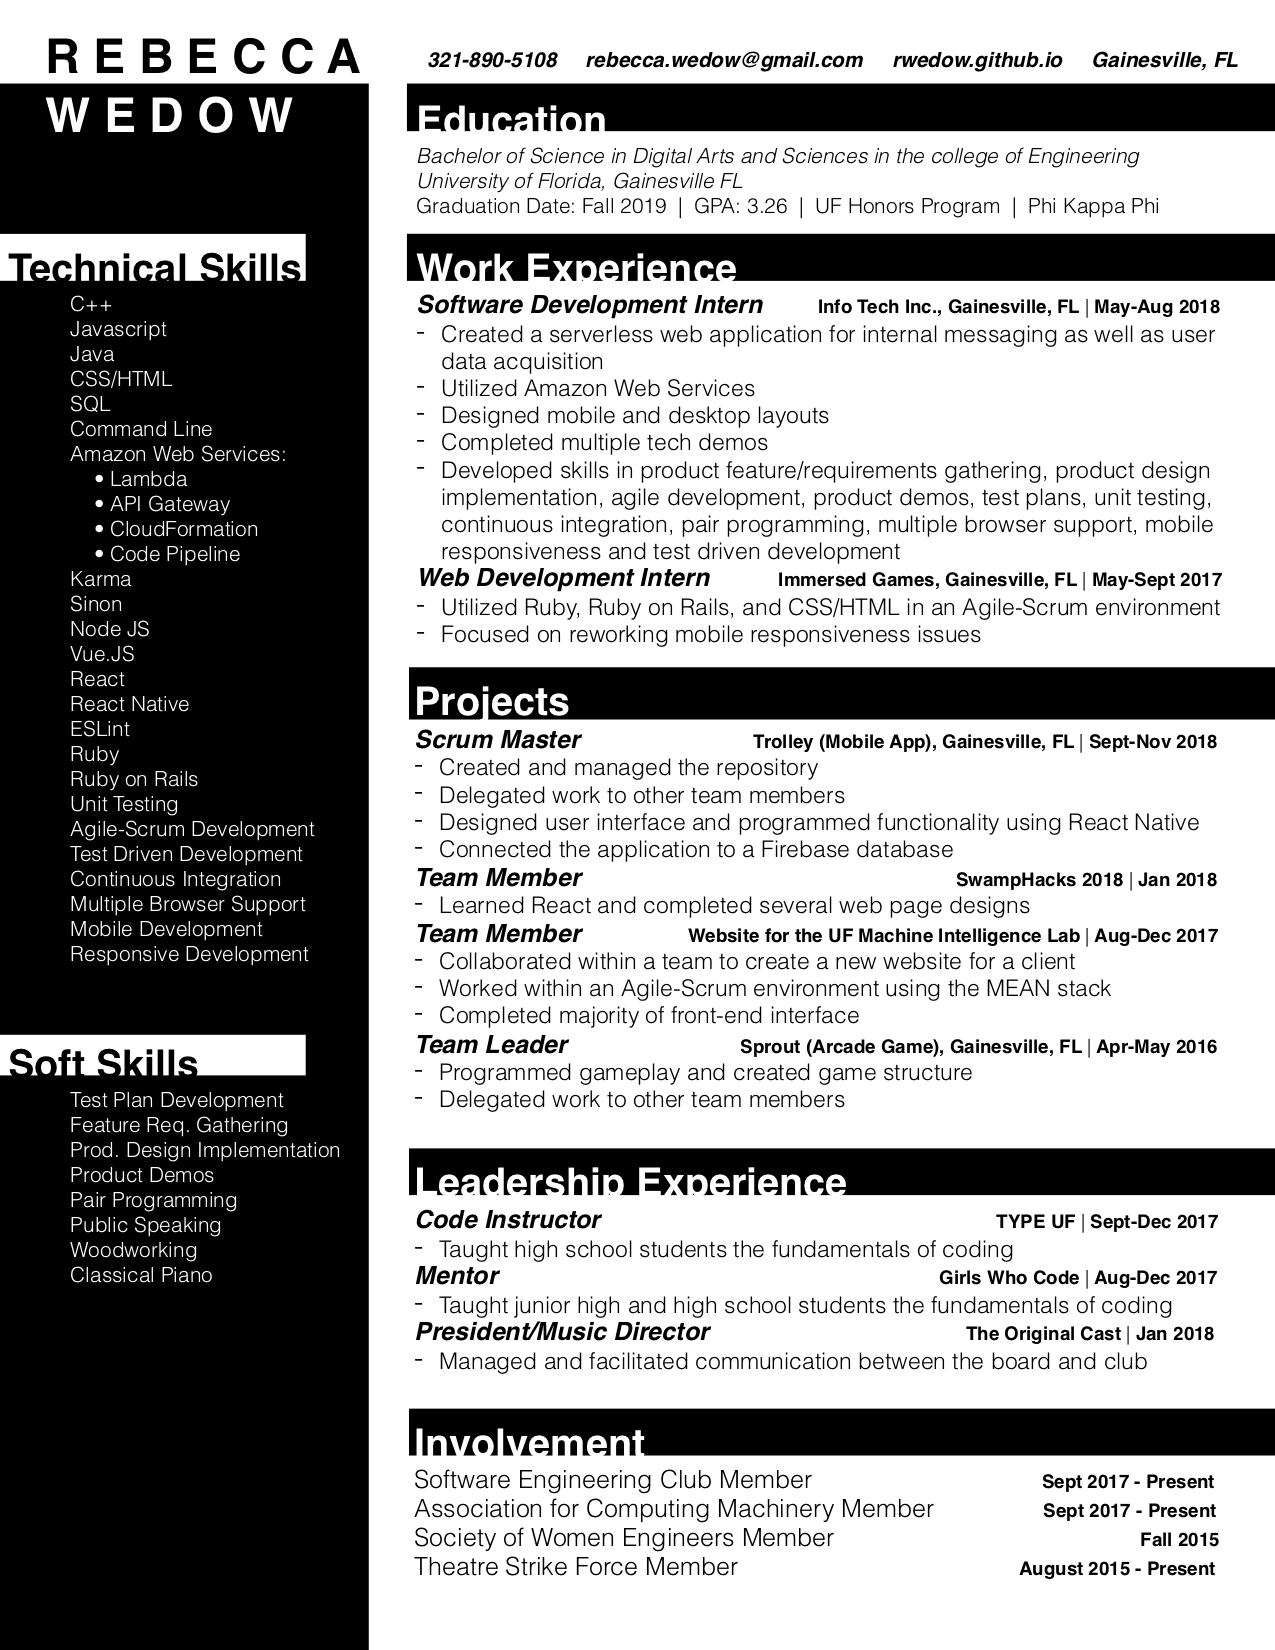 REBECCA
WEDOW
321-890-5108 rebecca.wedow@gmail.com rwedow.github.io Gainesville, FL
Technical Skills
C++
Javascript
Java
CSS/HTML
SQL
Command Line
Amazon Web Services:
• Lambda
• API Gateway
• CloudFormation
• Code Pipeline
Karma
Sinon
Node JS
Vue.JS
React
React Native
ESLint
Ruby
Ruby on Rails
Unit Testing
Agile-Scrum Development
Test Driven Development
Continuous Integration
Multiple Browser Support
Mobile Development
Responsive Development
Soft Skills
Test Plan Development
Feature Req. Gathering
Prod. Design Implementation
Product Demos
Pair Programming
Public Speaking
Woodworking
Classical Piano
Education
Bachelor of Science in Digital Arts and Sciences in the college of Engineering
University of Florida, Gainesville FL
Graduation Date: Fall 2019 | GPA: 3.26 | UF Honors Program | Phi Kappa Phi
Work Experience
Software Development Intern Info Tech Inc., Gainesville, FL | May-Aug 2018
- Created a serverless web application for internal messaging as well as user
data acquisition
- Utilized Amazon Web Services
- Designed mobile and desktop layouts
- Completed multiple tech demos
- Developed skills in product feature/requirements gathering, product design
implementation, agile development, product demos, test plans, unit testing,
continuous integration, pair programming, multiple browser support, mobile
responsiveness and test driven development
Web Development Intern Immersed Games, Gainesville, FL | May-Sept 2017
- Utilized Ruby, Ruby on Rails, and CSS/HTML in an Agile-Scrum environment
- Focused on reworking mobile responsiveness issues
Projects
Scrum Master Trolley (Mobile App), Gainesville, FL | Sept-Nov 2018
- Created and managed the repository
- Delegated work to other team members
- Designed user interface and programmed functionality using React Native
- Connected the application to a Firebase database
Team Member SwampHacks 2018 | Jan 2018
- Learned React and completed several web page designs
Team Member Website for the UF Machine Intelligence Lab | Aug-Dec 2017
- Collaborated within a team to create a new website for a client
- Worked within an Agile-Scrum environment using the MEAN stack
- Completed majority of front-end interface
Team Leader Sprout (Arcade Game), Gainesville, FL | Apr-May 2016
- Programmed gameplay and created game structure
- Delegated work to other team members
Leadership Experience
Code Instructor TYPE UF | Sept-Dec 2017
- Taught high school students the fundamentals of coding
Mentor Girls Who Code | Aug-Dec 2017
- Taught junior high and high school students the fundamentals of coding
President/Music Director The Original Cast | Jan 2018
- Managed and facilitated communication between the board and club
Involvement
Software Engineering Club Member Sept 2017 - Present
Association for Computing Machinery Member Sept 2017 - Present
Society of Women Engineers Member Fall 2015
Theatre Strike Force Member August 2015 - Present